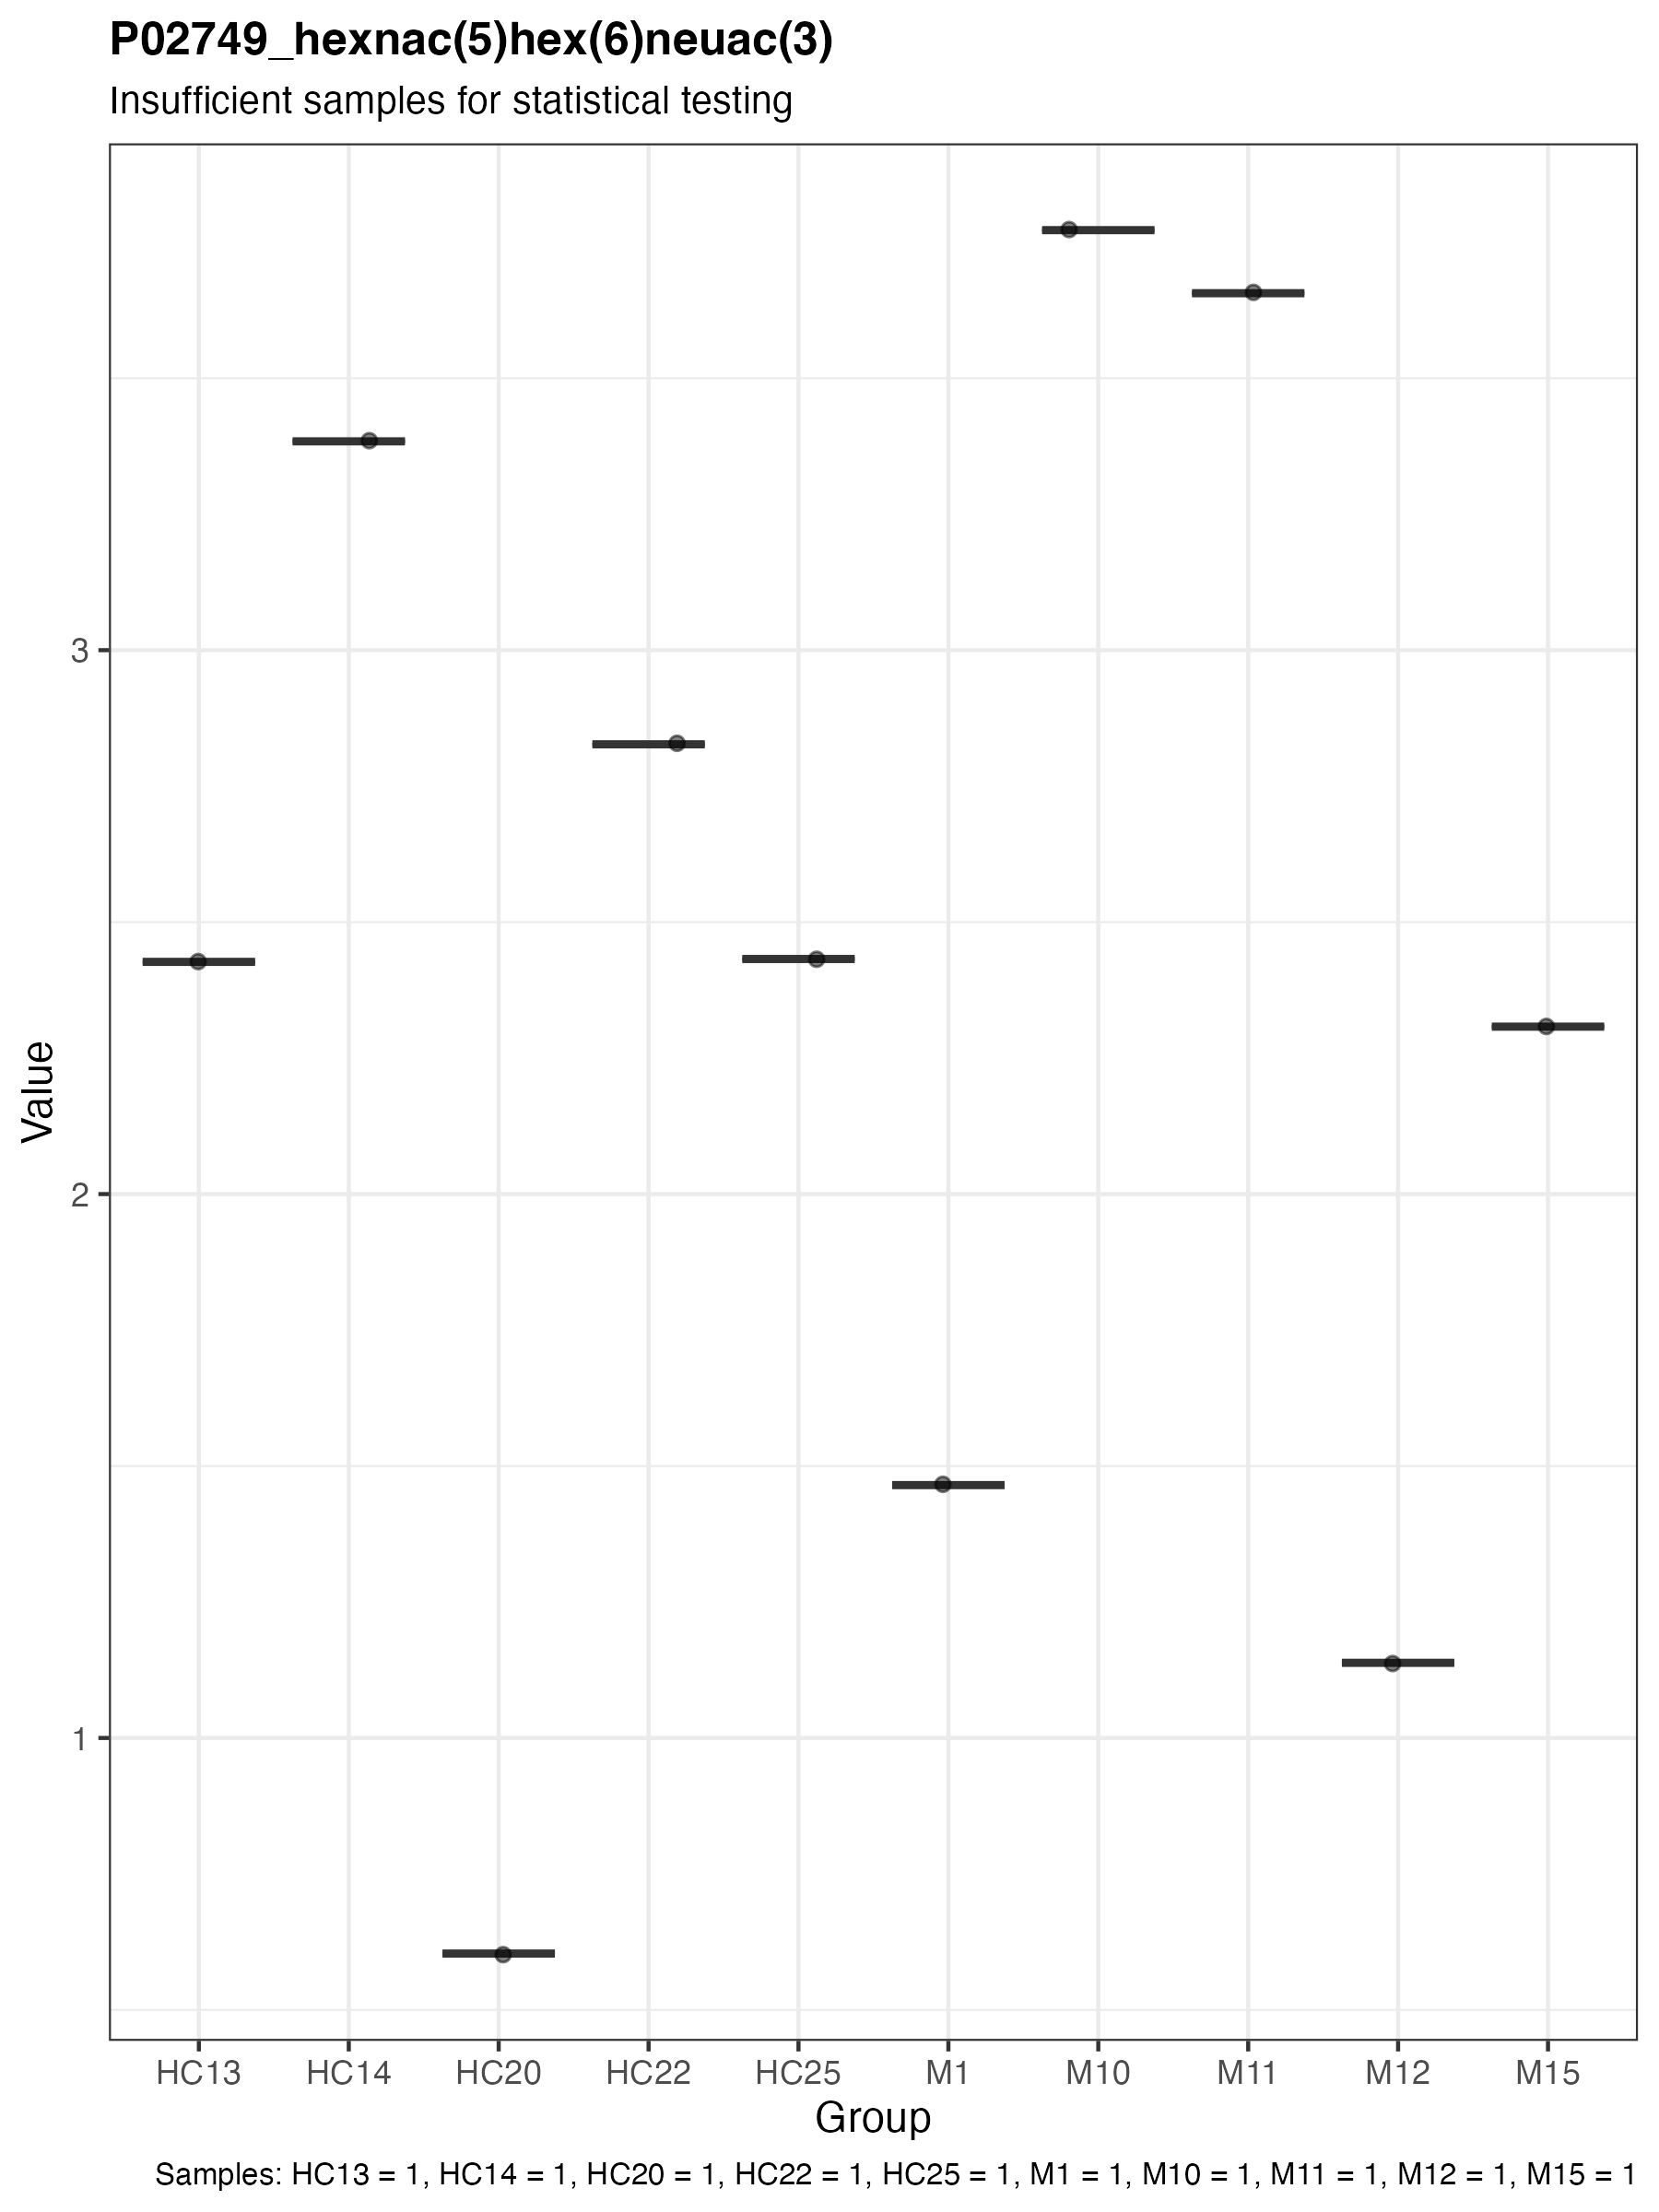 P02749_hexnac(5)hex(6)neuac(3)
Insufficient samples for statistical testing
3
2
1
Value
HC13 HC14 HC20 HC22 HC25 M1 M10 M11 M12 M15
Group
Samples: HC13 = 1, HC14 = 1, HC20 = 1, HC22 = 1, HC25 = 1, M1 = 1, M10 = 1, M11 = 1, M12 = 1, M15 = 1